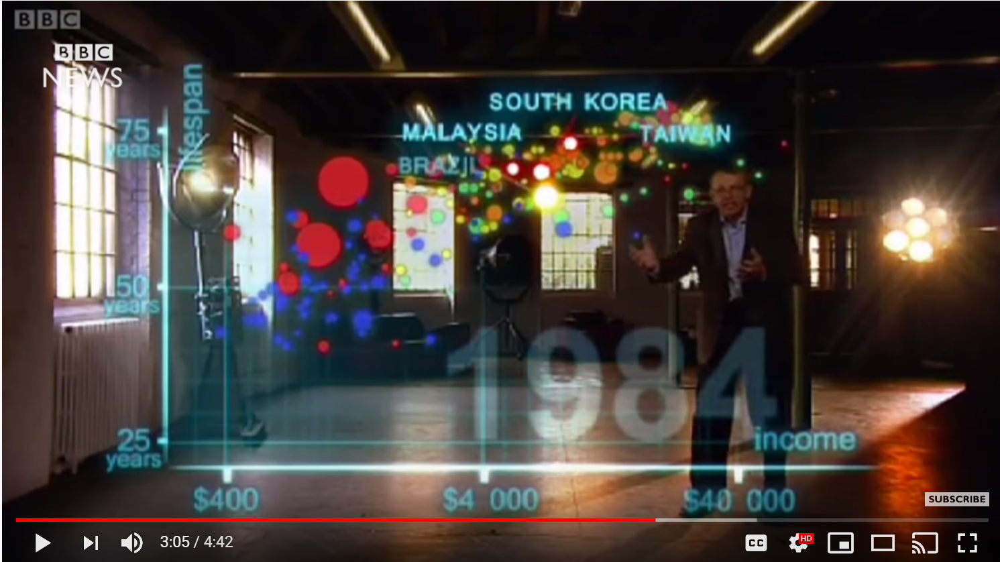 BBC
BBC
NEWS
lifespan
SOUTH KOREA
MALAYSIA
TAIWAN
BRAZIL
75
years
50
years
1984
25
years
income
$400
$4 000
$40 000
SUBSCRIBE
3:05 / 4:42
CC
HD